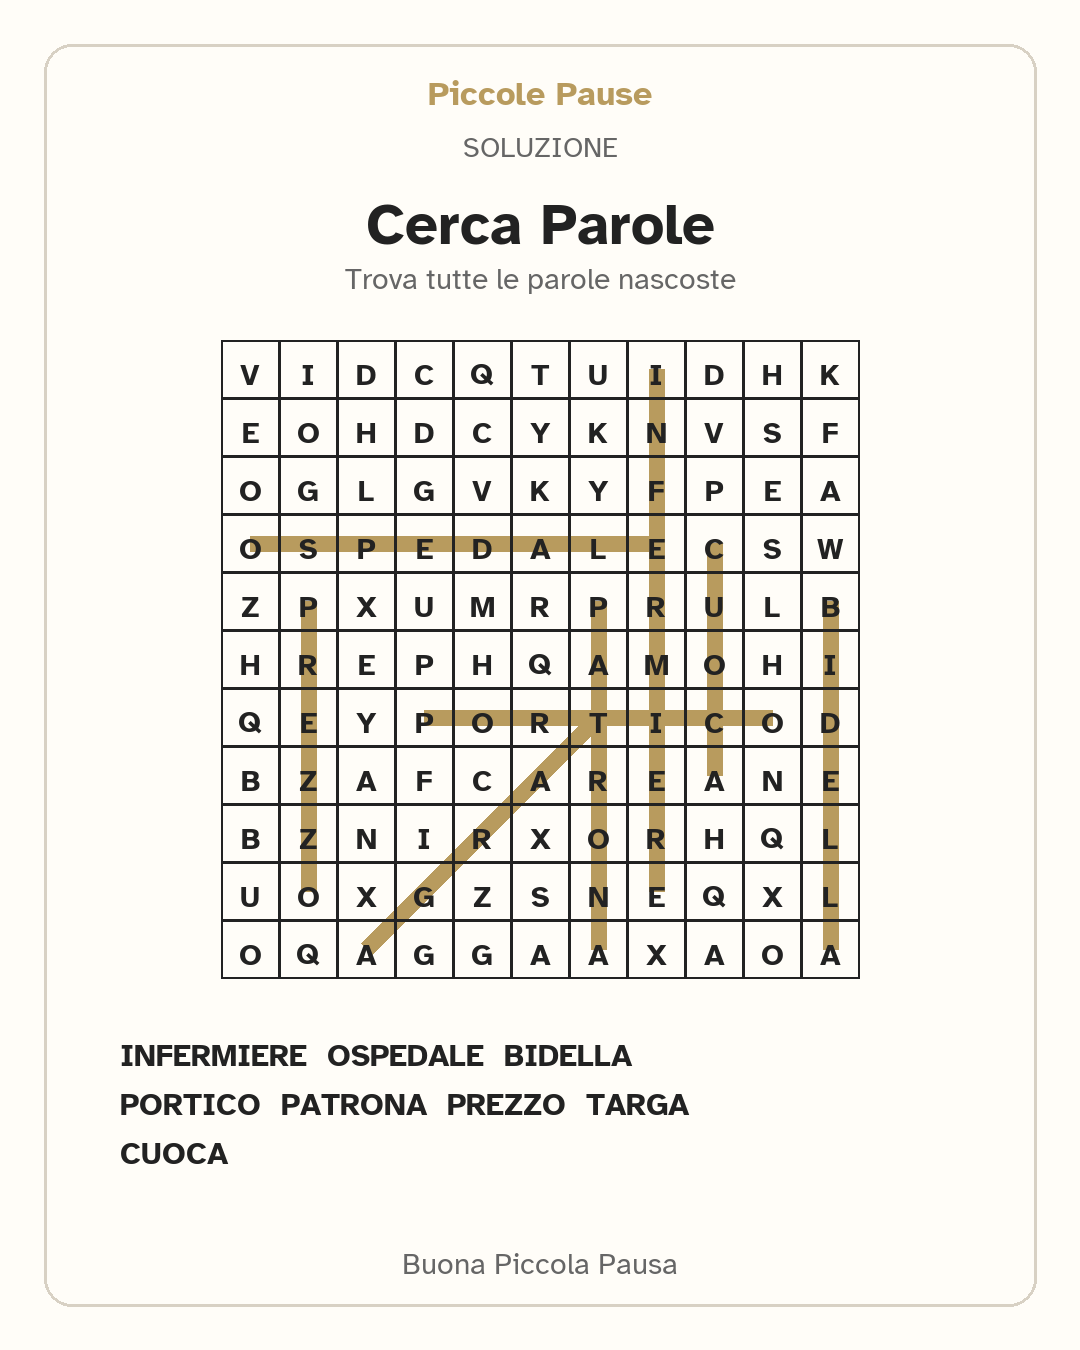 Piccole Pause
SOLUZIONE
Cerca Parole
Trova tutte le parole nascoste
V I D C Q T U I D H K
E O H D C Y K N V S F
O G L G V K Y F P E A
O S P E D A L E C S W
Z P X U M R P R U L B
H R E P H Q A M O H I
Q E Y P O R T I C O D
B Z A F C A R E A N E
B Z N I R X O R H Q L
U O X G Z S N E Q X L
O Q A G G A A X A O A
INFERMIERE OSPEDALE BIDELLA
PORTICO PATRONA PREZZO TARGA
CUOCA
Buona Piccola Pausa